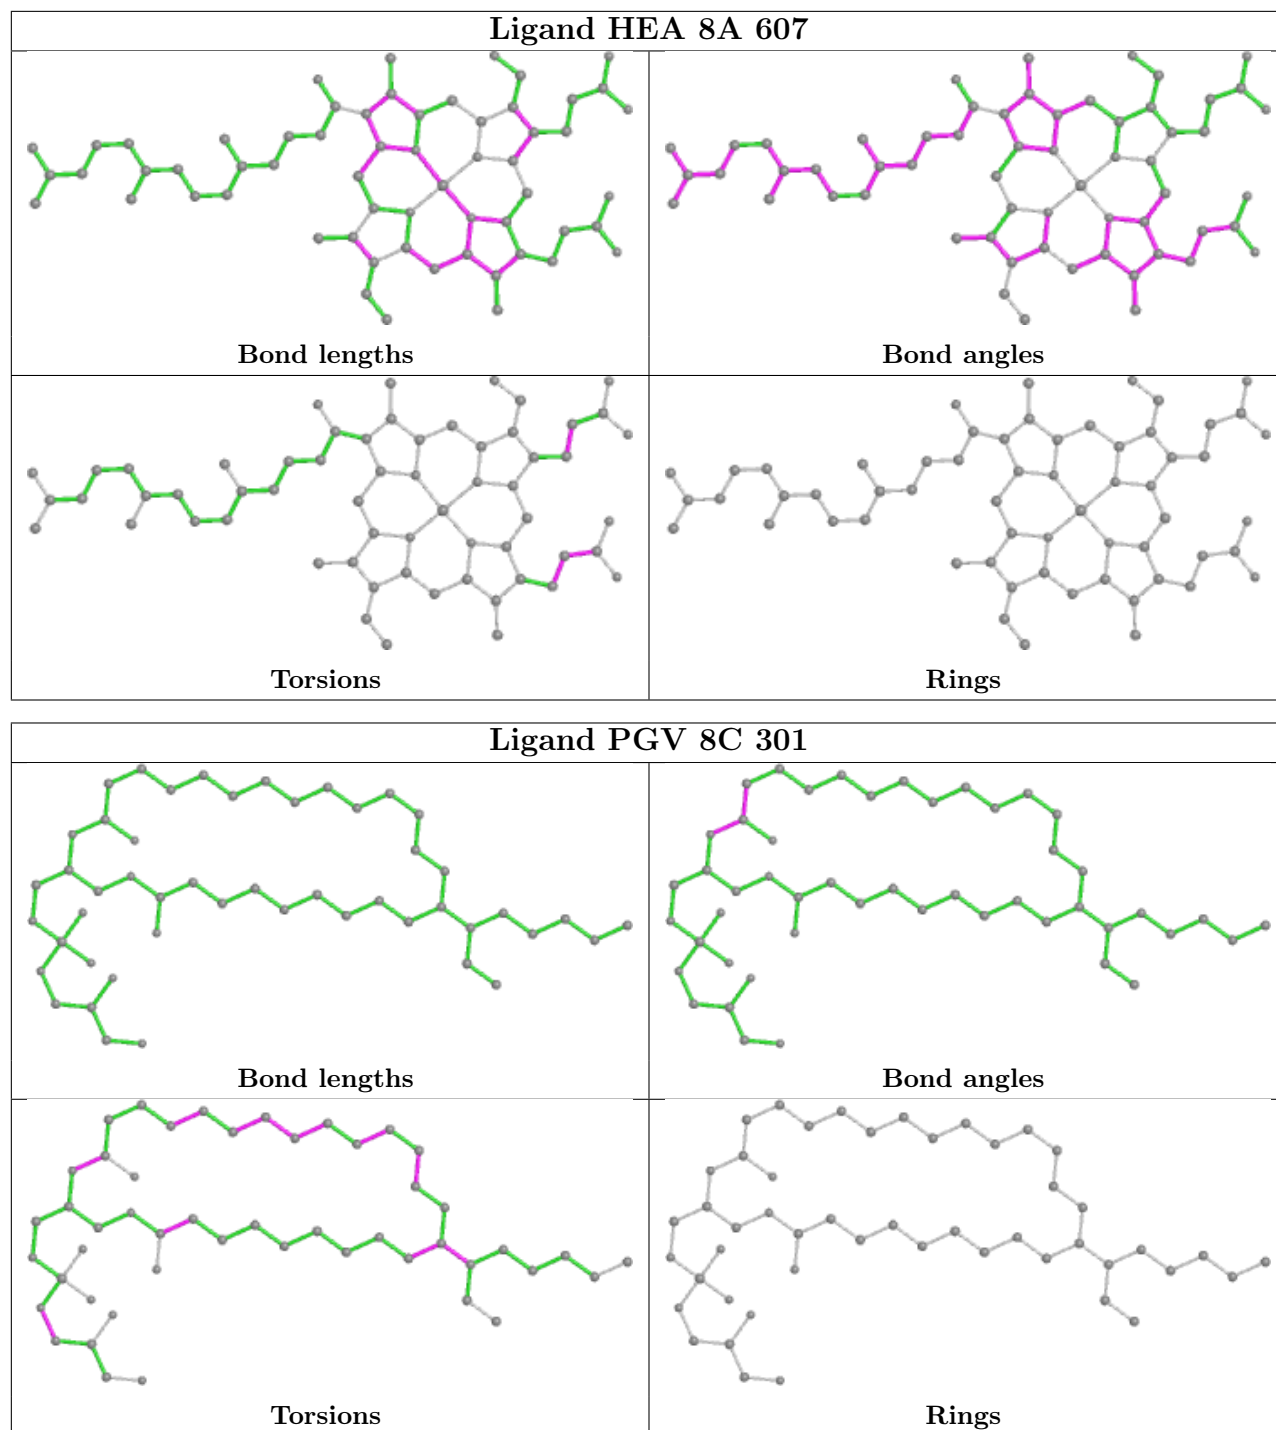 Ligand HEA 8A 607
Bond lengths
Bond angles
Torsions
Rings
Ligand PGV 8C 301
Bond lengths
Bond angles
Torsions
Rings